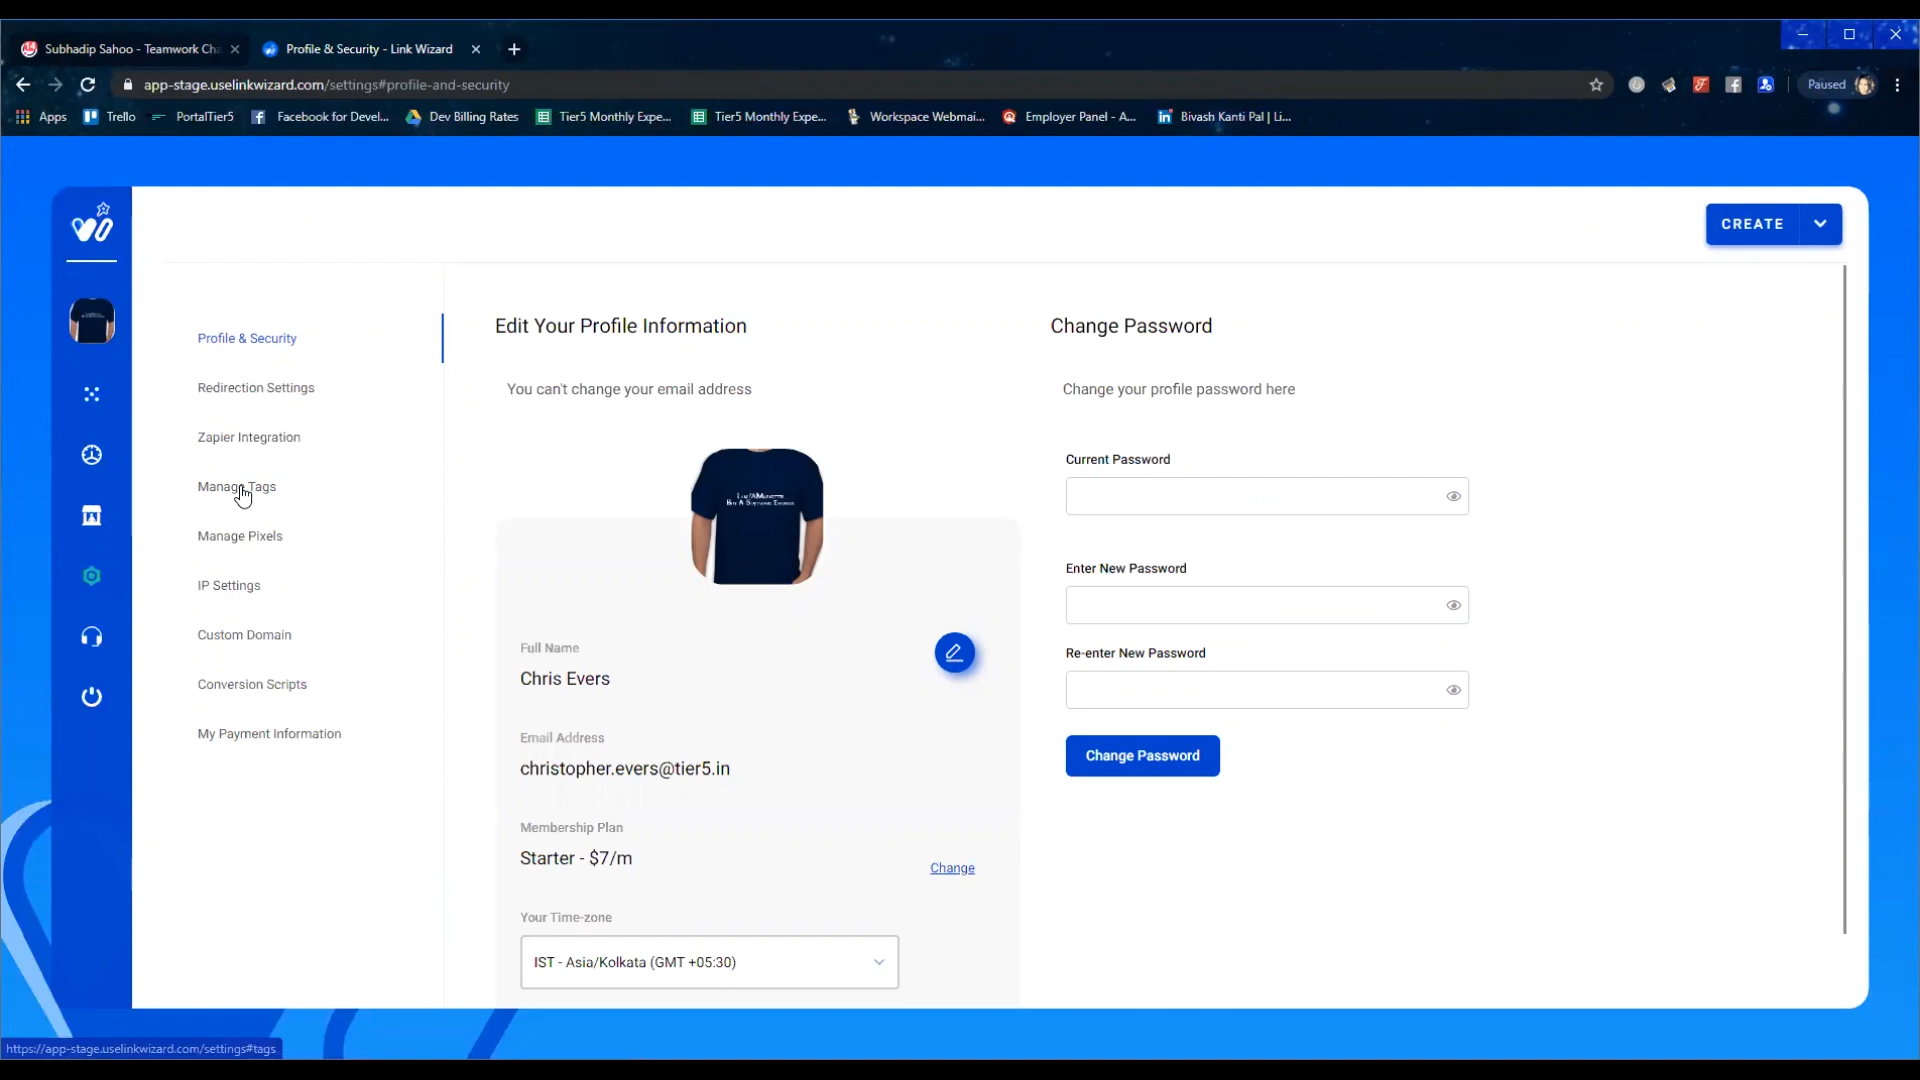 Subhadip Sahoo - Teamwork Cha
Profile & Security - Link Wizard
app-stage.uselinkwizard.com/settings#profile-and-security
Paused
Apps
Trello
PortalTier5
Facebook for Devel...
Dev Billing Rates
Tier5 Monthly Expe...
Tier5 Monthly Expe...
Workspace Webmai...
Employer Panel - A...
Bivash Kanti Pal | Li...
CREATE
Profile & Security
Redirection Settings
Zapier Integration
Manage Tags
Manage Pixels
IP Settings
Custom Domain
Conversion Scripts
My Payment Information
Edit Your Profile Information
You can't change your email address
Full Name
Chris Evers
Email Address
christopher.evers@tier5.in
Membership Plan
Starter - $7/m
Change
Your Time-zone
IST - Asia/Kolkata (GMT +05:30)
Change Password
Change your profile password here
Current Password
Enter New Password
Re-enter New Password
Change Password
https://app-stage.uselinkwizard.com/settings#tags